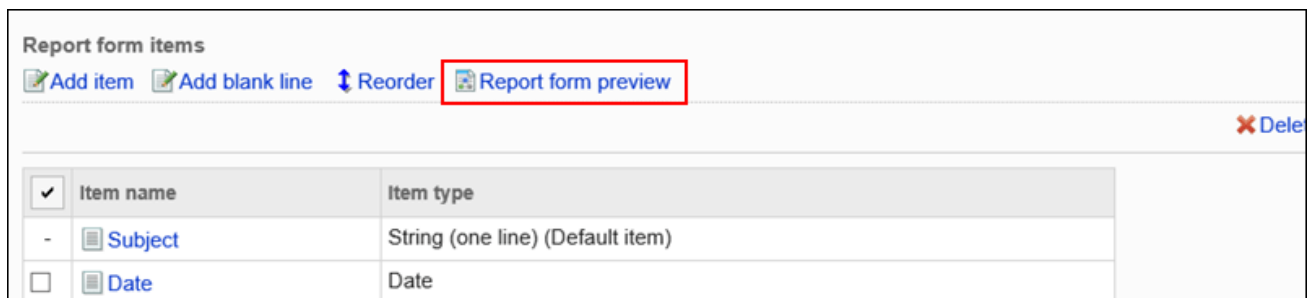 Report form items
Add item Add blank line Reorder Report form preview
Delet
Item name Item type
- Subject String (one line) (Default item)
Date Date